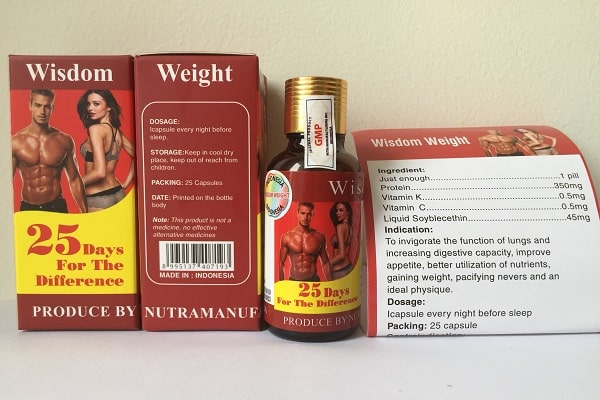 Wisdom
25 Days
For The
Difference
PRODUCE BY
Weight
DOSAGE:
Icapsule every night before
sleep.
STORAGE:Keep in cool dry
place, keep out of reach from
children.
PACKING: 25 Capsules
DATE: Printed on the bottle
body
Note: This product is not a
medicine, no effective
alternative medicines
8995137407193
MADE IN : INDONESIA
NUTRAMANUFA
GMP
Wis
25 Days
For The Difference
PRODUCE BY NU
Wisdom Weight
Ingredient:
Just enough..................1 pill
Protein..................350mg
Vitamin K..................0.5mg
Vitamin C..................0.5mg
Liquid Soybiecethin..................45mg
Indication:
To invigorate the function of lungs and
increasing digestive capacity, improve
appetite, better utilization of nutrients,
gaining weight, pacifying nevers and an
ideal physique.
Dosage:
Icapsule every night before sleep
Packing: 25 capsule